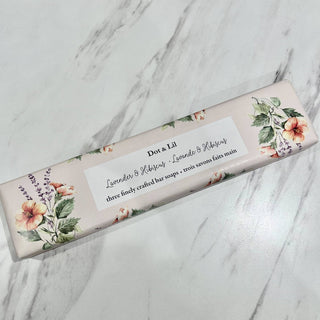 Dot & Lil
Lavender & Hibiscus · Lavande & Hibiscus
three finely crafted bar soaps • trois savons faits main